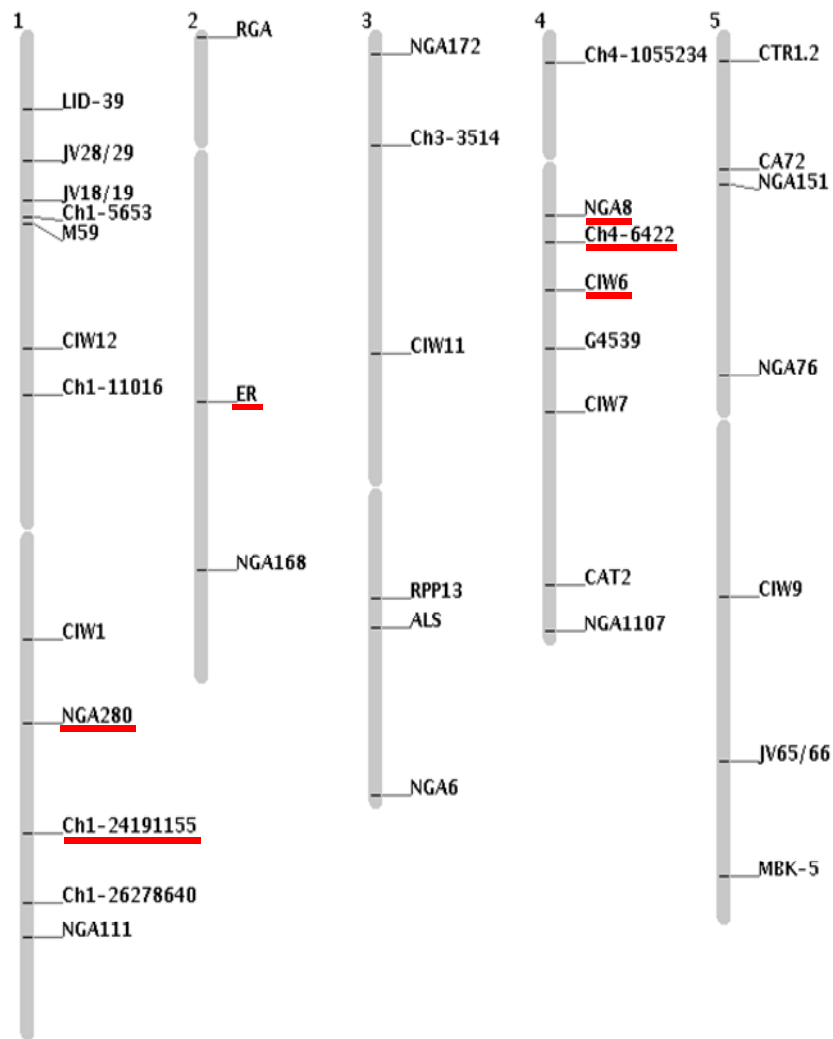 1
2
3
4
5
LID-39
JV28/29
JV18/19
Ch1-5653
M59
CIW12
Ch1-11016
CIW1
NGA280
Ch1-24191155
Ch1-26278640
NGA111
RGA
ER
NGA168
NGA172
Ch3-3514
CIW11
RPP13
ALS
NGA6
Ch4-1055234
NGA8
Ch4-6422
CIW6
G4539
CIW7
CAT2
NGA1107
CTR1.2
CA72
NGA151
NGA76
CIW9
JV65/66
MBK-5